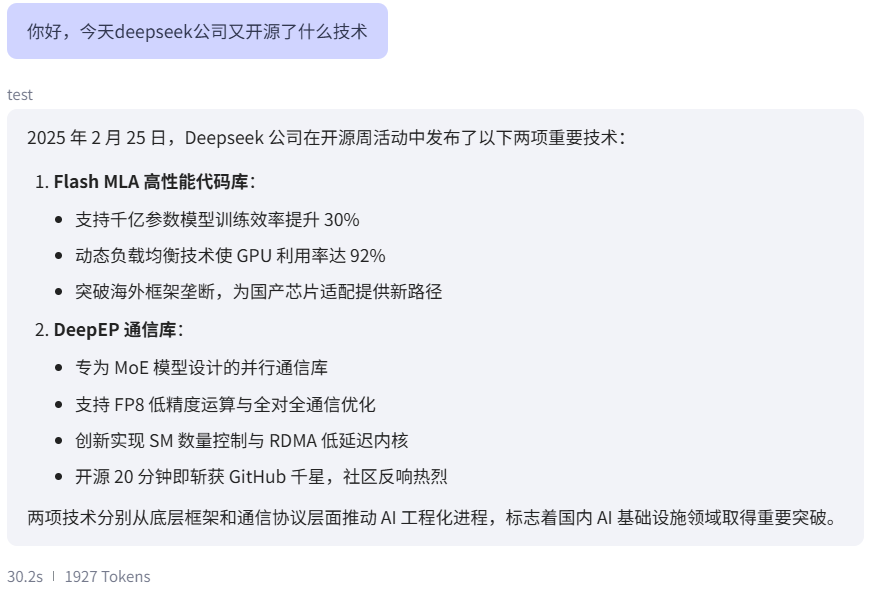 你好，今天deepseek公司又开源了什么技术
test
2025 年 2 月 25 日，Deepseek 公司在开源周活动中发布了以下两项重要技术：
1. Flash MLA 高性能代码库：
• 支持千亿参数模型训练效率提升 30%
• 动态负载均衡技术使 GPU 利用率达 92%
• 突破海外框架垄断，为国产芯片适配提供新路径
2. DeepEP 通信库：
• 专为 MoE 模型设计的并行通信库
• 支持 FP8 低精度运算与全对全通信优化
• 创新实现 SM 数量控制与 RDMA 低延迟内核
• 开源 20 分钟即斩获 GitHub 千星，社区反响热烈
两项技术分别从底层框架和通信协议层面推动 AI 工程化进程，标志着国内 AI 基础设施领域取得重要突破。
30.2s | 1927 Tokens